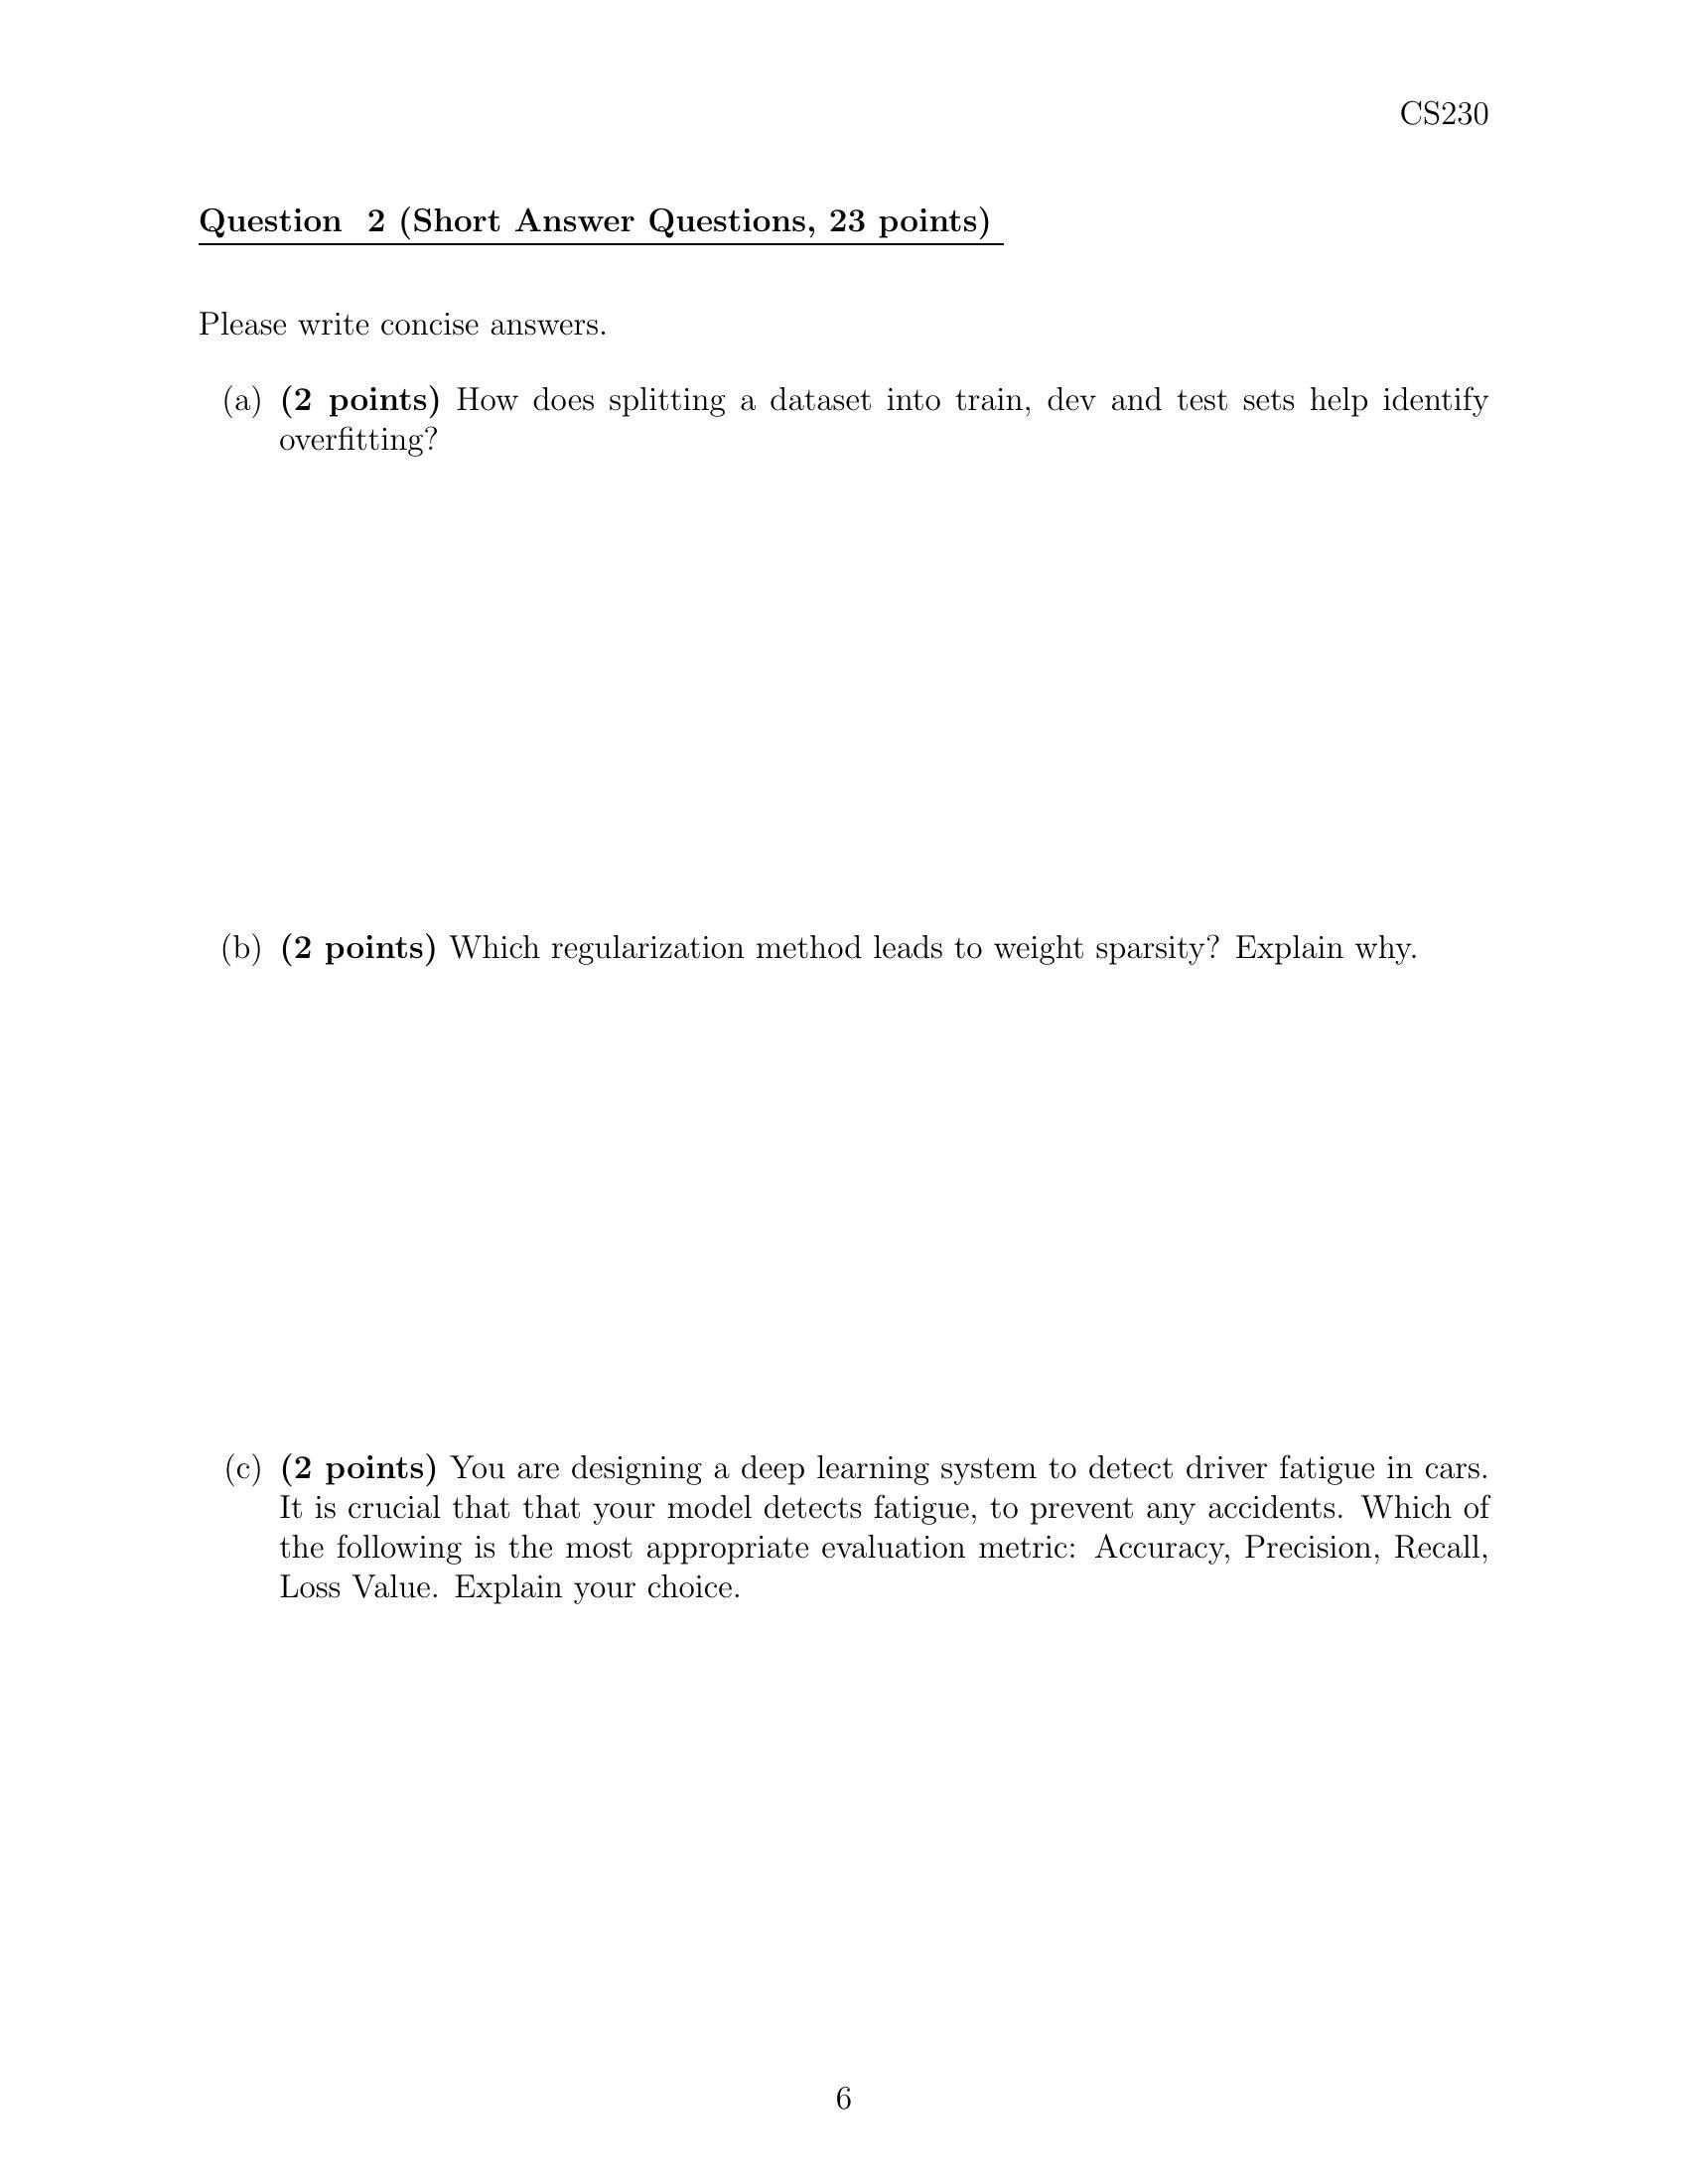 CS230
Question 2 (Short Answer Questions, 23 points)
Please write concise answers.
(a) (2 points) How does splitting a dataset into train, dev and test sets help identify
overfitting?
(b) (2 points) Which regularization method leads to weight sparsity? Explain why.
(c) (2 points) You are designing a deep learning system to detect driver fatigue in cars.
It is crucial that that your model detects fatigue, to prevent any accidents. Which of
the following is the most appropriate evaluation metric: Accuracy, Precision, Recall,
Loss Value. Explain your choice.
6